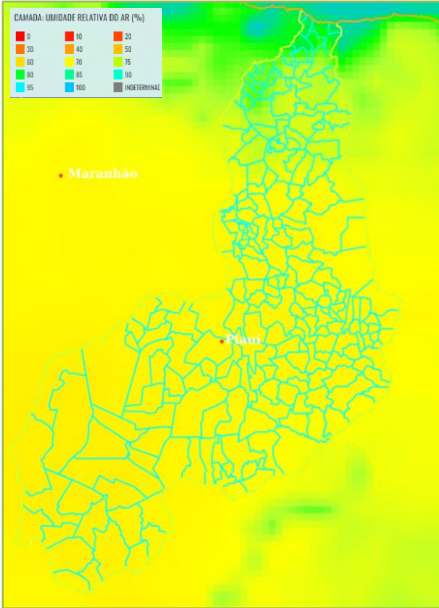 CAMADA: UMIDADE RELATIVA DO AR (%)
0 10 20
30 40 50
60 70 75
80 85 90
95 100 INDETERMINAD
Maranhão
Piauí